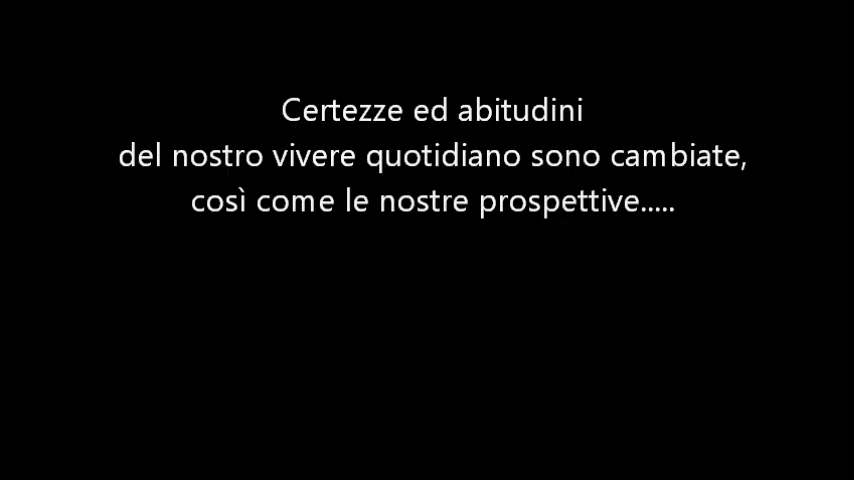 Certezze ed abitudini
del nostro vivere quotidiano sono cambiate,
così come le nostre prospettive.....